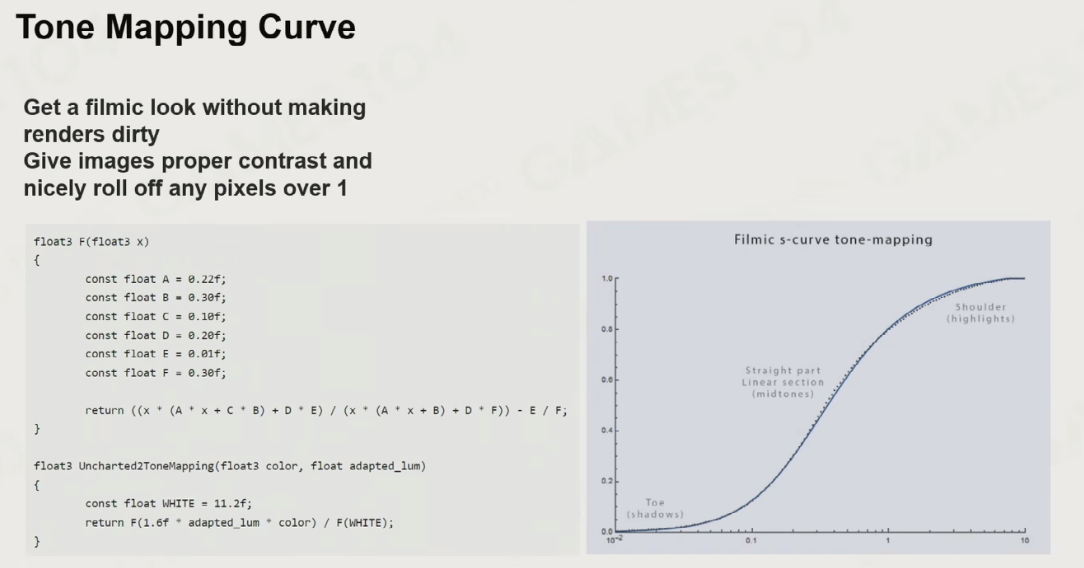 Tone Mapping Curve
Get a filmic look without making
renders dirty
Give images proper contrast and
nicely roll off any pixels over 1
float3 F(float3 x)
{
const float A = 0.22f;
const float B = 0.30f;
const float C = 0.10f;
const float D = 0.20f;
const float E = 0.01f;
const float F = 0.30f;
return ((x * (A * x + C * B) + D * E) / (x * (A * x + B) + D * F)) - E / F;
}
float3 Uncharted2ToneMapping(float3 color, float adapted_lum)
{
const float WHITE = 11.2f;
return F(1.6f * adapted_lum * color) / F(WHITE);
}
Filmic s-curve tone-mapping
1.0
Shoulder
(highlights)
0.8
Straight part
Linear section
(midtones)
0.6
0.4
0.2
Toe
(shadows)
0.0
10⁻² 0.1 1 10
GAMES 104